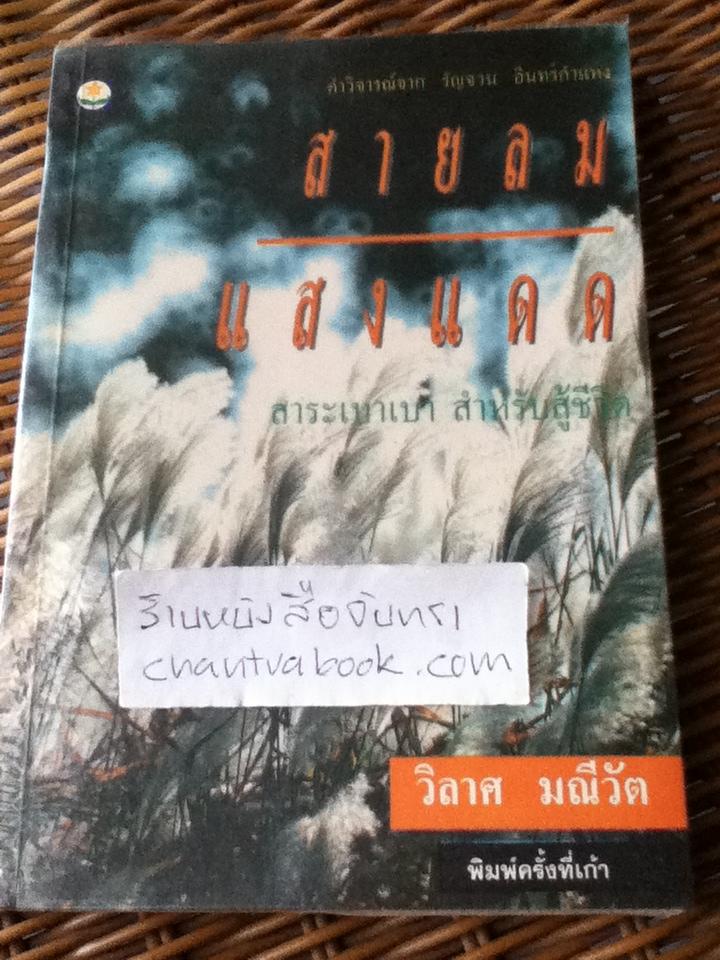 คำวิจารณ์จาก รัญจวน อินทรกำแหง
สายลม
แสงแดด
สาระเบาเบา สำหรับสู้ชีวิต
ร้านหนังสือจันทรา
chantrabook.com
วิลาศ มณีวัต
พิมพ์ครั้งที่เก้า